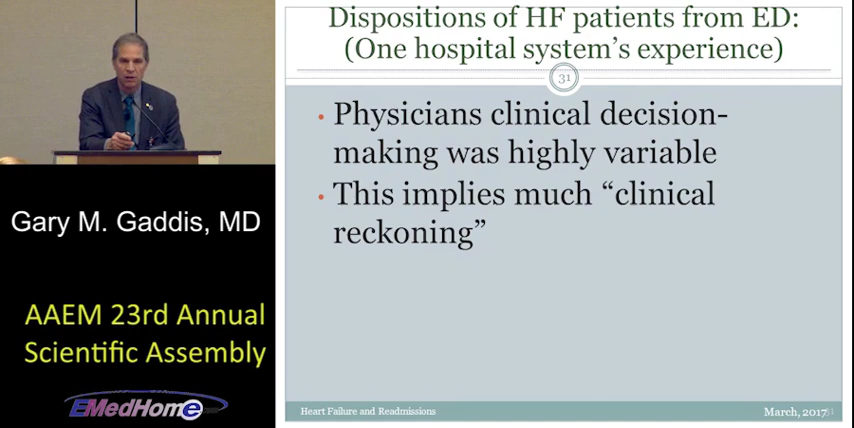 Dispositions of HF patients from ED:
(One hospital system's experience)
31
• Physicians clinical decision-
making was highly variable
• This implies much “clinical
reckoning”
Heart Failure and Readmissions
March, 2017 31
Gary M. Gaddis, MD
AAEM 23rd Annual
Scientific Assembly
EMedHome